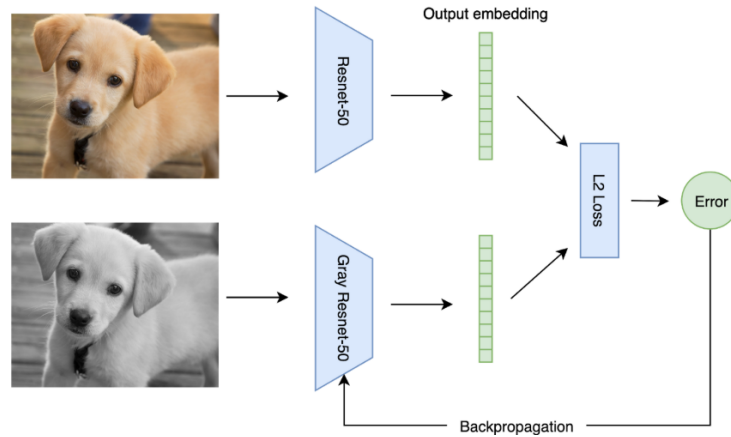 Output embedding
Resnet-50
L2 Loss
Error
Gray Resnet-50
Backpropagation